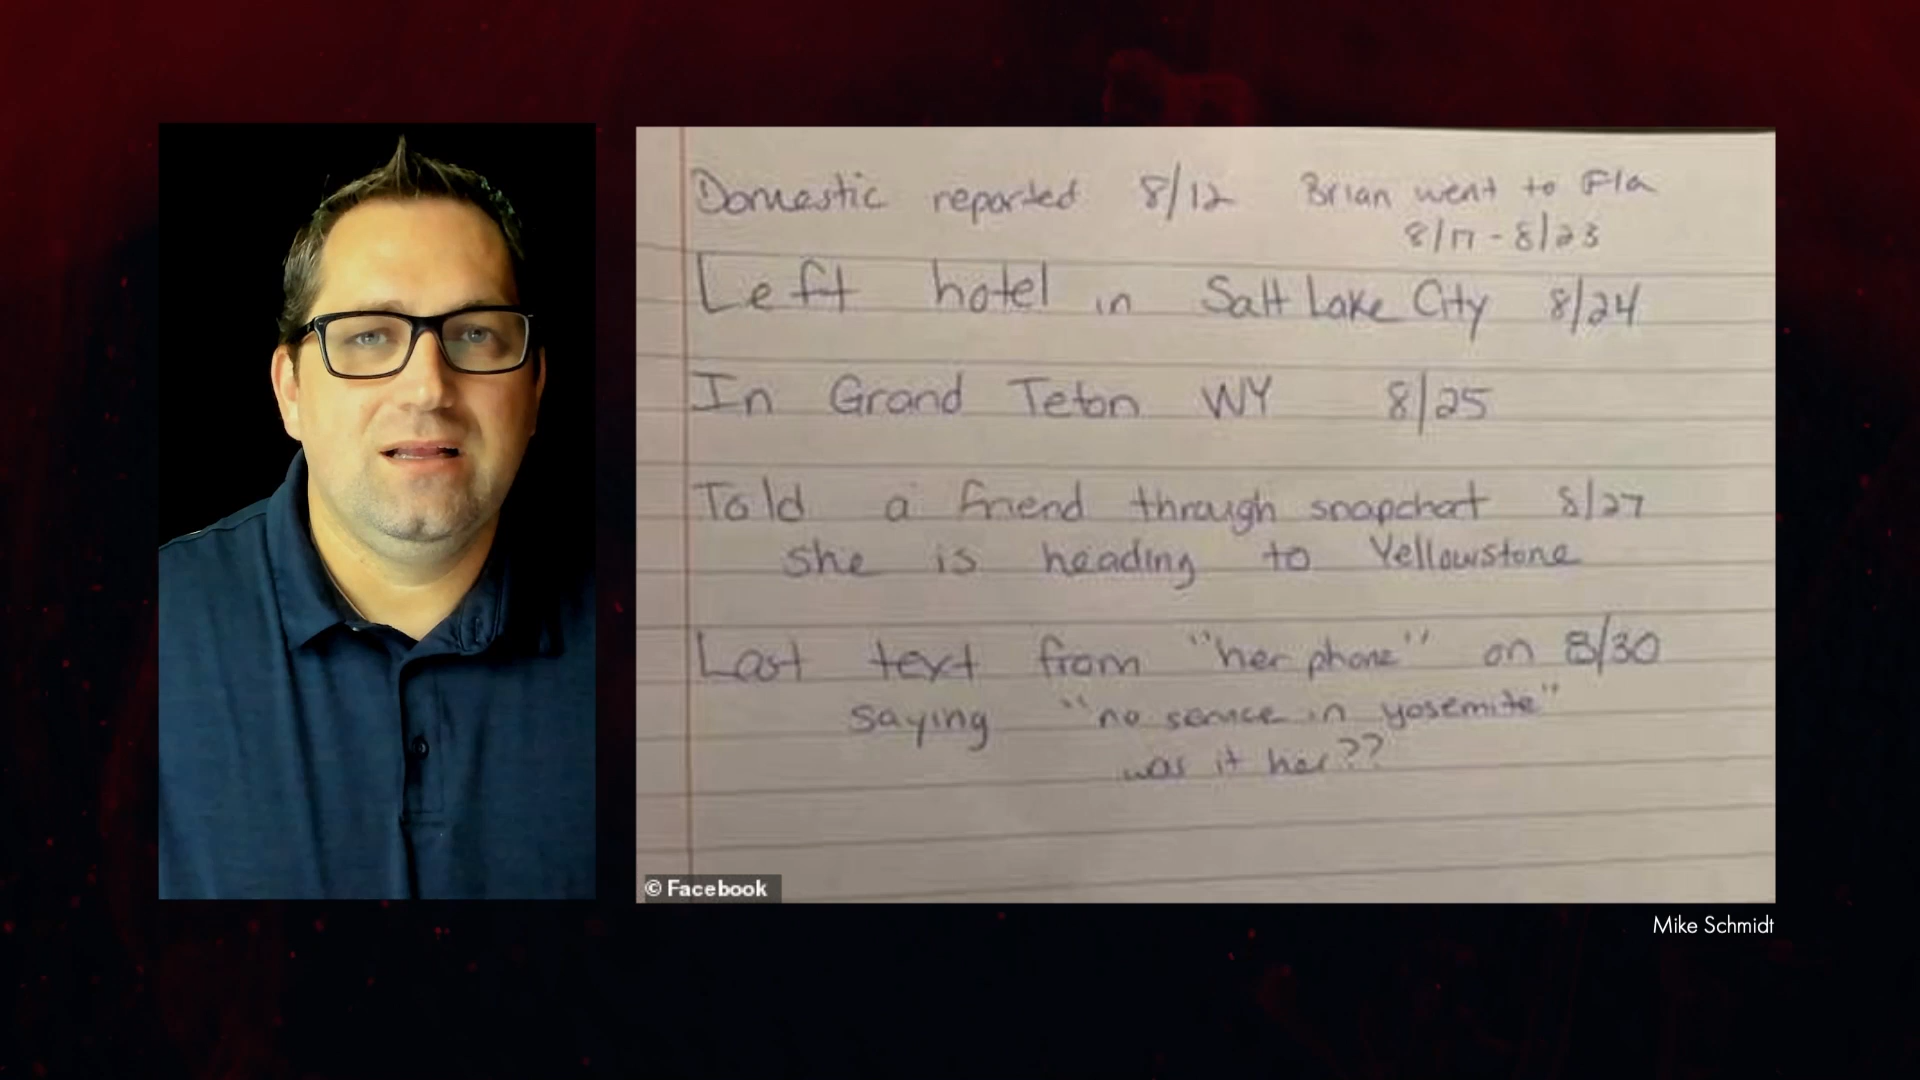 Domestic reported 8/12 Brian went to Fla
8/17 - 8/23
Left hotel in Salt Lake City 8/24
In Grand Teton WY 8/25
Told a friend through snapchat 8/27
she is heading to Yellowstone
Last text from "her phone" on 8/30
saying "no service in yosemite"
was it her??
© Facebook
Mike Schmidt